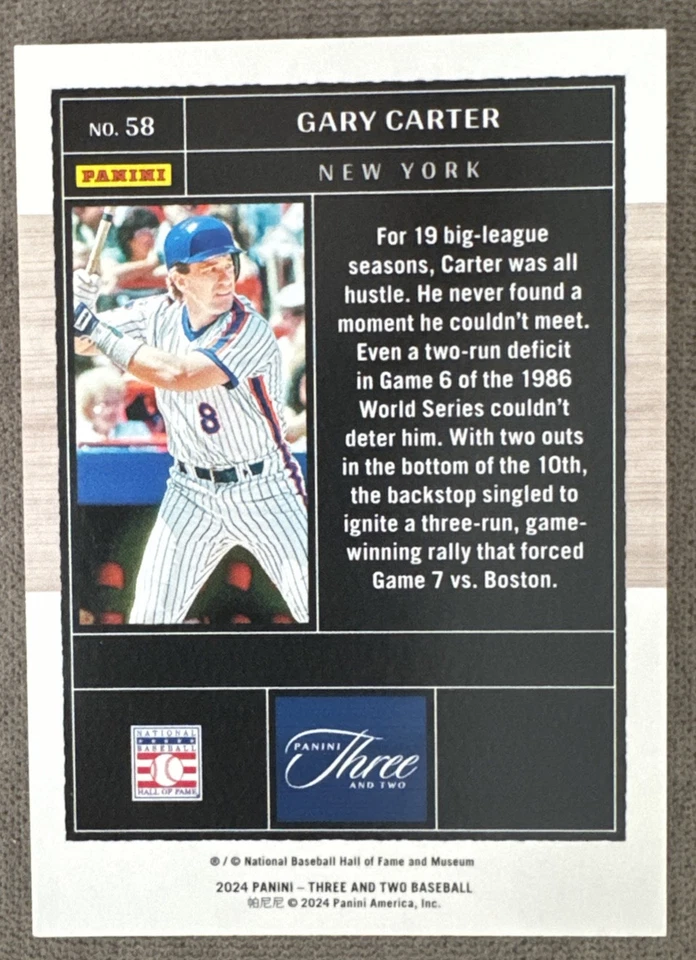 NO. 58
GARY CARTER
PANINI
NEW YORK
8
For 19 big-league
seasons, Carter was all
hustle. He never found a
moment he couldn't meet.
Even a two-run deficit
in Game 6 of the 1986
World Series couldn't
deter him. With two outs
in the bottom of the 10th,
the backstop singled to
ignite a three-run, game-
winning rally that forced
Game 7 vs. Boston.
NATIONAL
BASEBALL
HALL OF FAME
PANINI
Three
AND TWO
® / © National Baseball Hall of Fame and Museum
2024 PANINI – THREE AND TWO BASEBALL
帕尼尼 © 2024 Panini America, Inc.